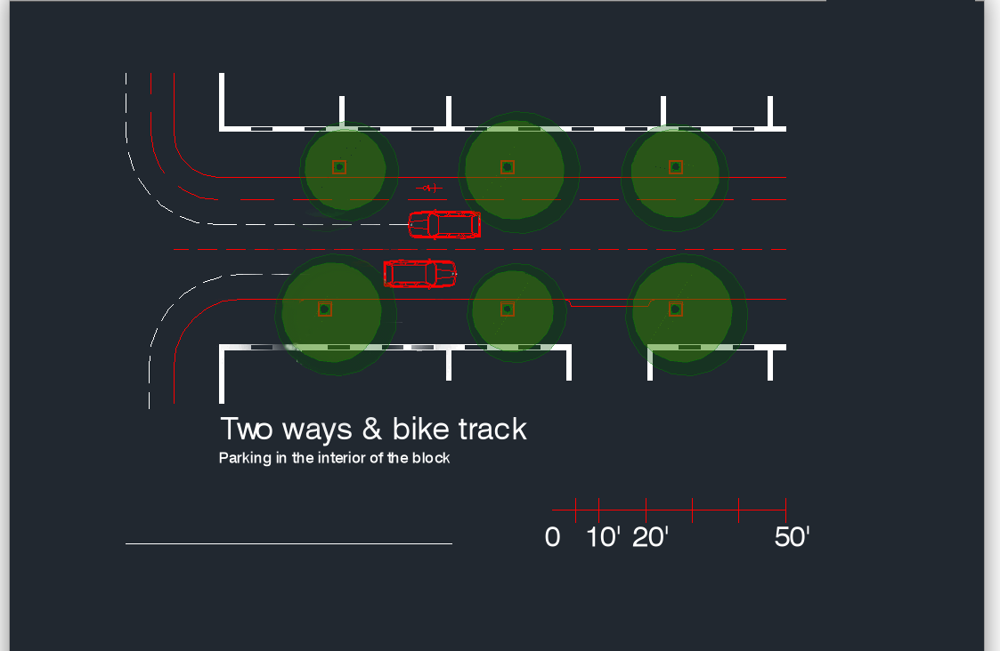 Two ways & bike track
Parking in the interior of the block
0 10' 20' 50'